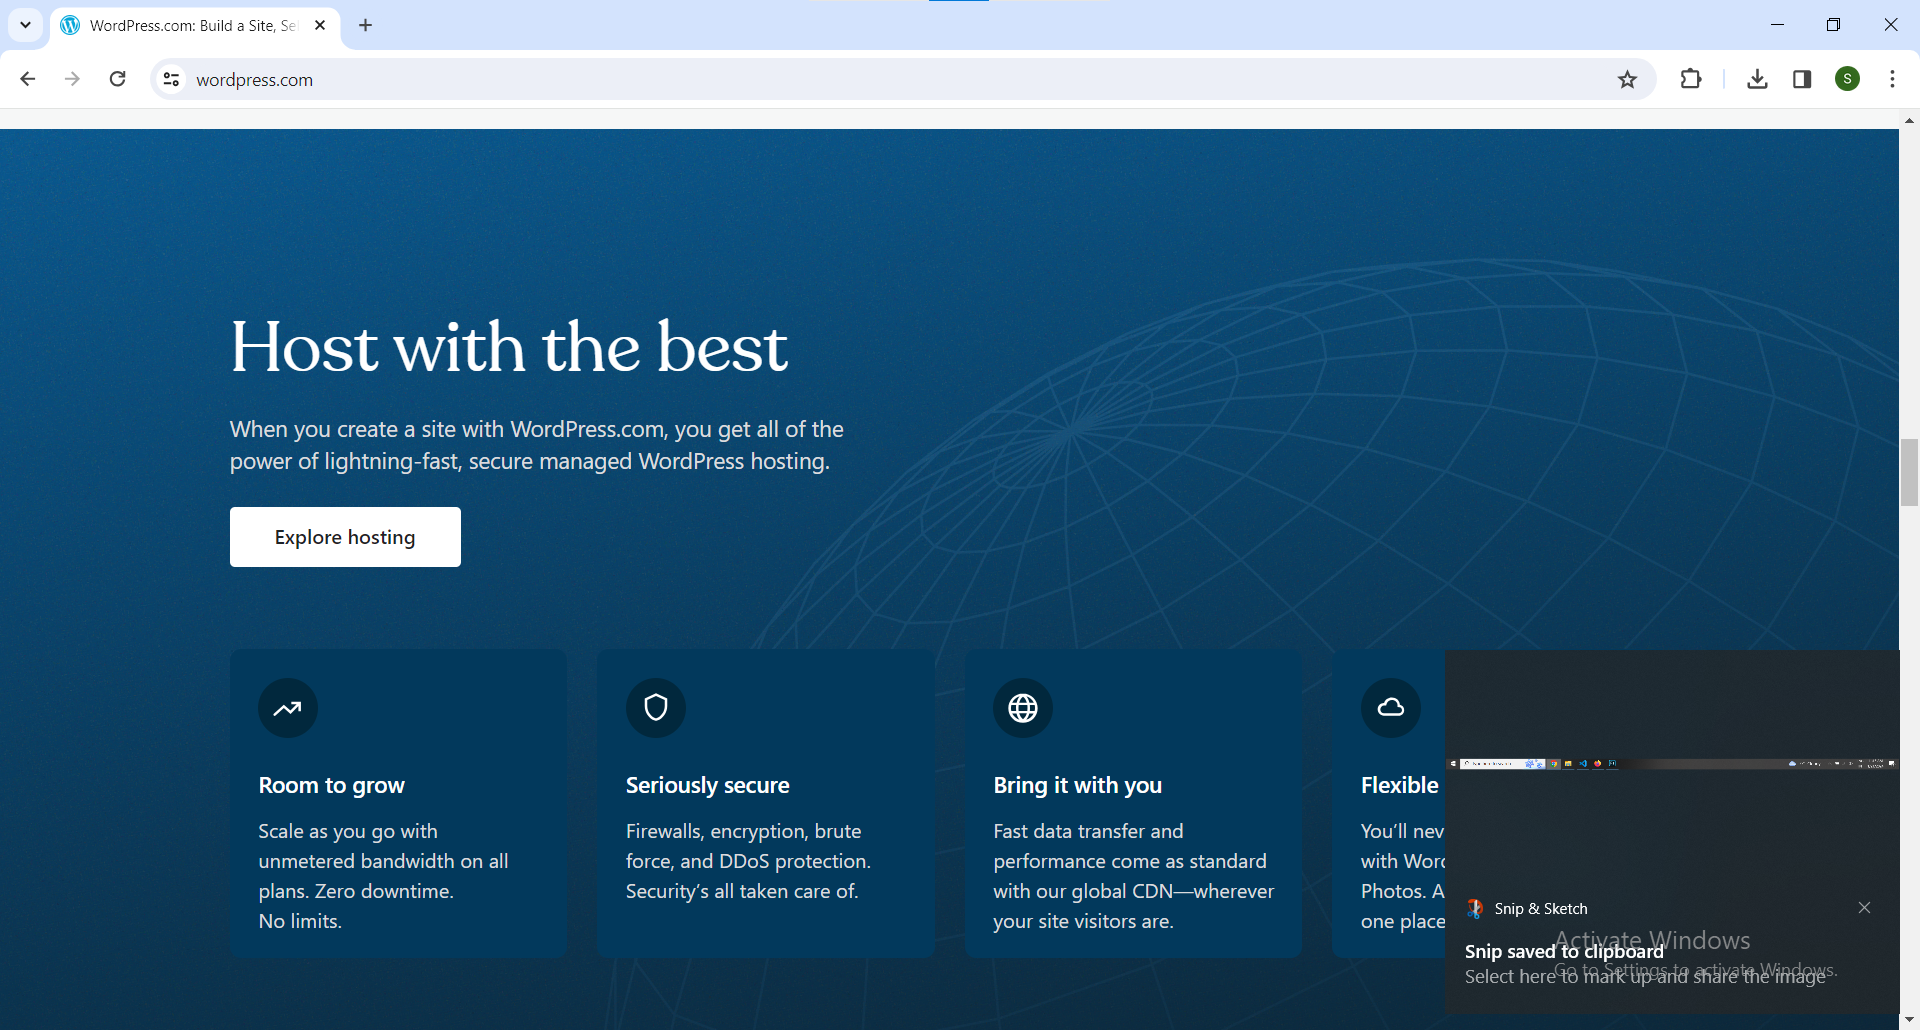 WordPress.com: Build a Site, Se
wordpress.com
S
Host with the best
When you create a site with WordPress.com, you get all of the
power of lightning-fast, secure managed WordPress hosting.
Explore hosting
Room to grow
Scale as you go with
unmetered bandwidth on all
plans. Zero downtime.
No limits.
Seriously secure
Firewalls, encryption, brute
force, and DDoS protection.
Security’s all taken care of.
Bring it with you
Fast data transfer and
performance come as standard
with our global CDN—wherever
your site visitors are.
Flexible
You’ll nev
with Word
Photos. A
one place
Snip & Sketch
Snip saved to clipboard
Select here to mark up and share the image
Activate Windows
Go to Settings to activate Windows.